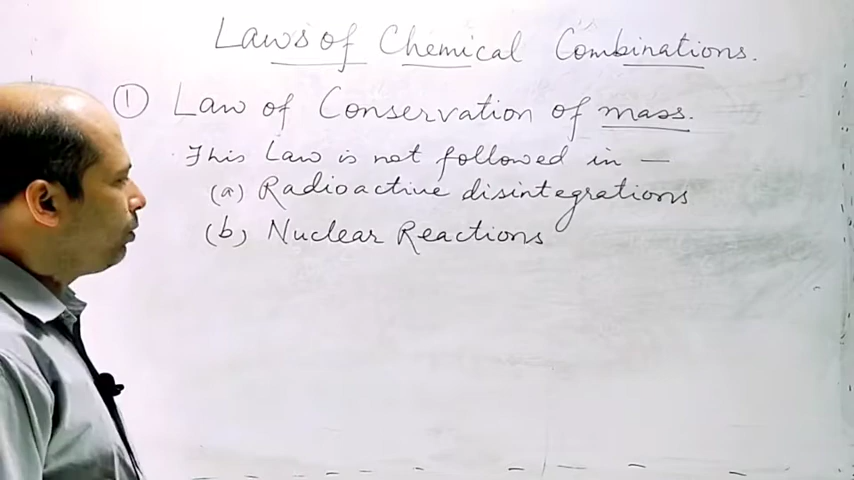 Laws of Chemical Combinations.
① Law of Conservation of mass.
This Law is not followed in —
(a) Radioactive disintegrations
(b) Nuclear Reactions